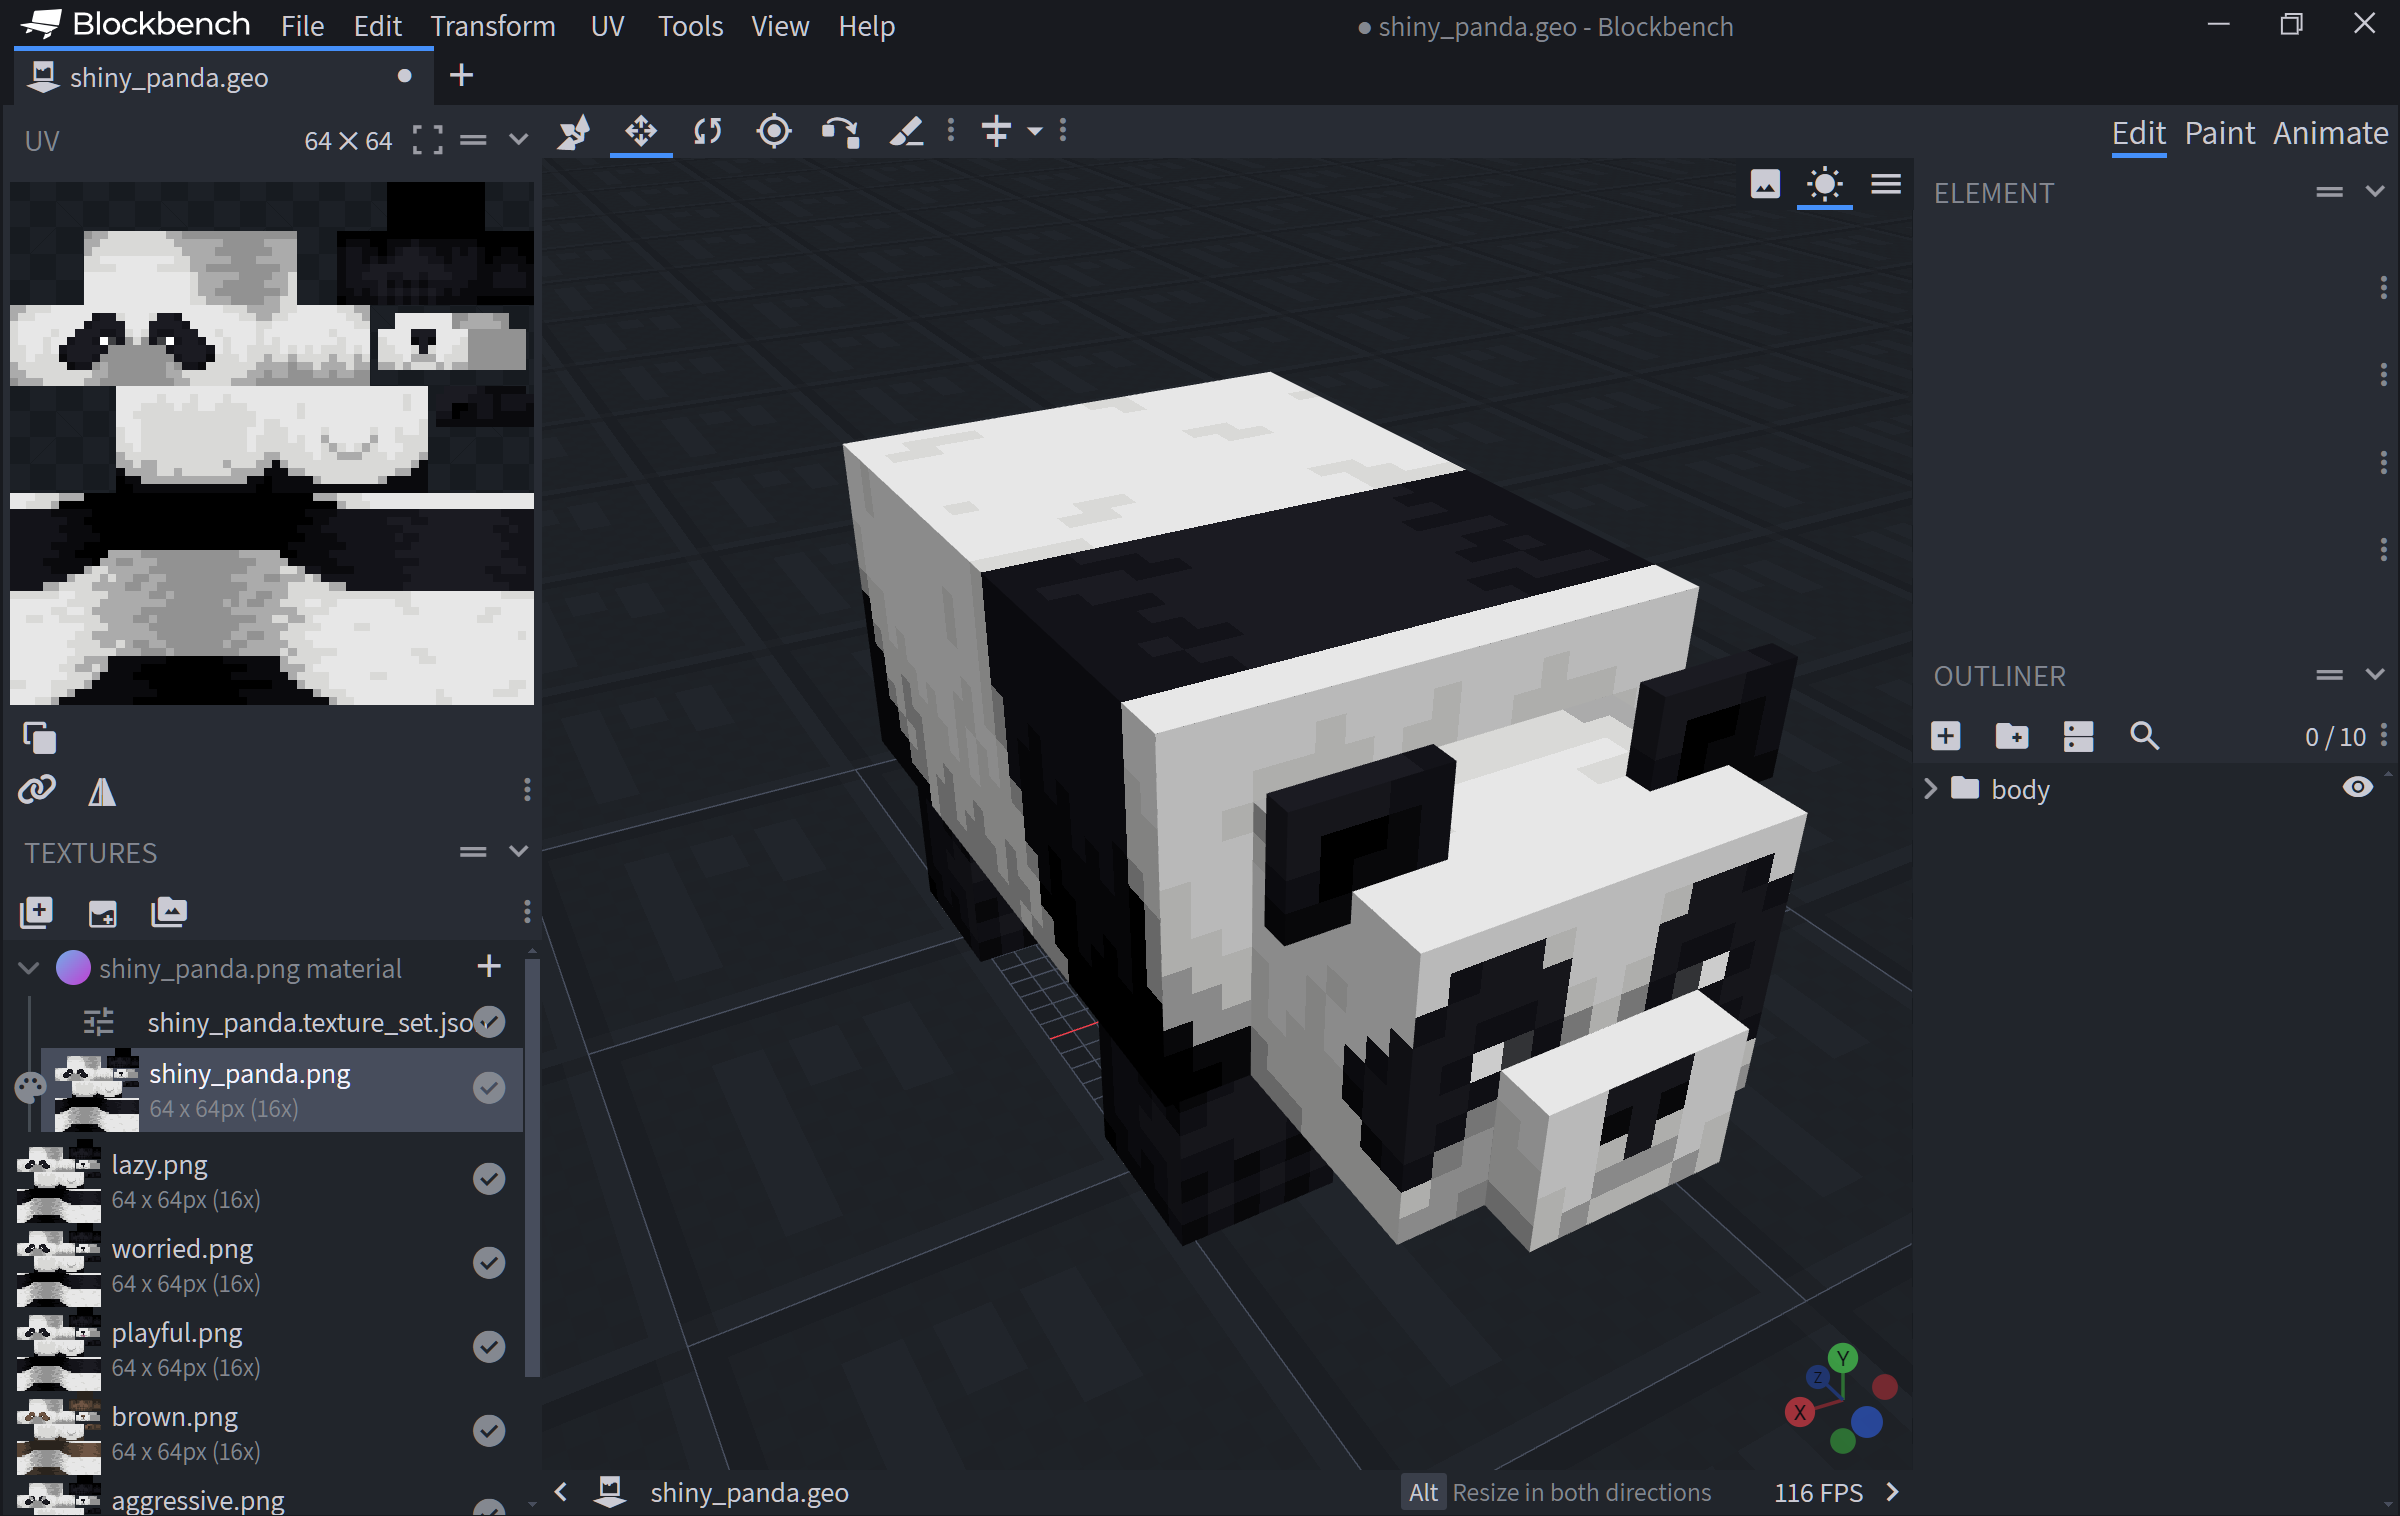 Blockbench File Edit Transform UV Tools View Help
shiny_panda.geo - Blockbench
shiny_panda.geo
UV 64 × 64
Edit Paint Animate
ELEMENT
OUTLINER
0 / 10
body
TEXTURES
shiny_panda.png material
shiny_panda.texture_set.jso
shiny_panda.png
64 x 64px (16x)
lazy.png
64 x 64px (16x)
worried.png
64 x 64px (16x)
playful.png
64 x 64px (16x)
brown.png
64 x 64px (16x)
aggressive.png
Y
Z
X
shiny_panda.geo
Alt Resize in both directions
116 FPS